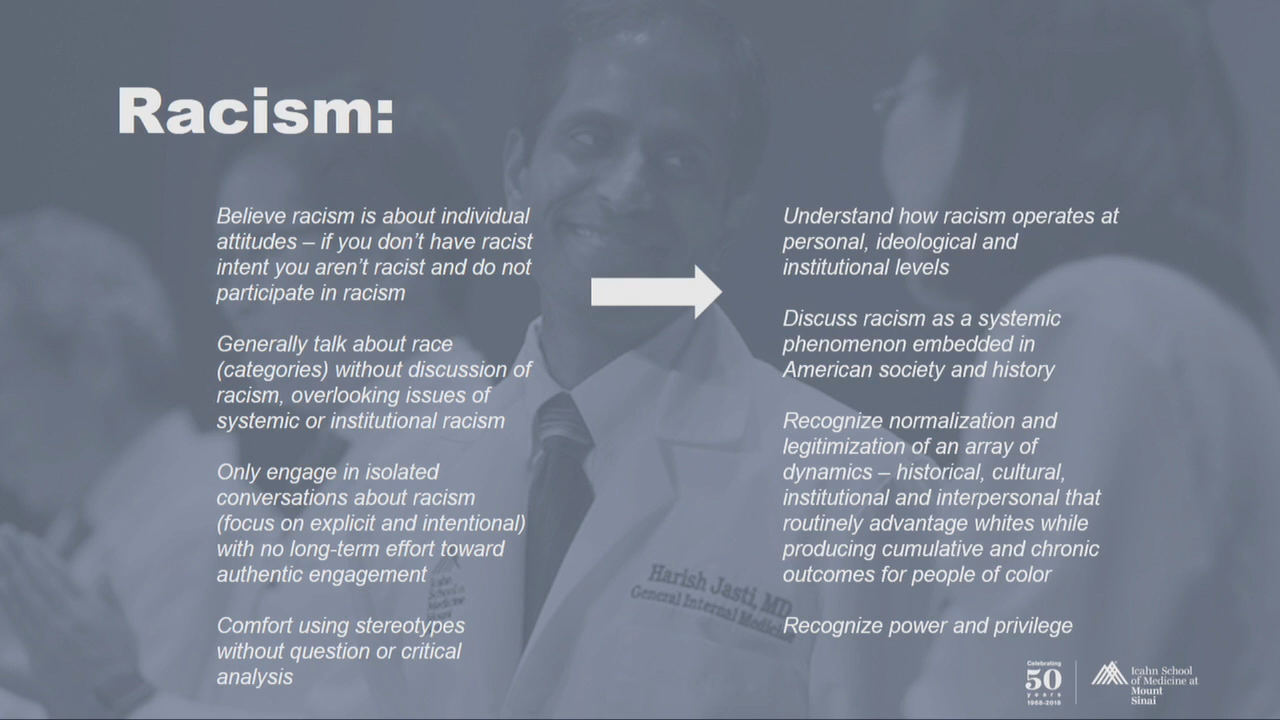 Racism:
Believe racism is about individual
attitudes – if you don’t have racist
intent you aren’t racist and do not
participate in racism
Generally talk about race
(categories) without discussion of
racism, overlooking issues of
systemic or institutional racism
Only engage in isolated
conversations about racism
(focus on explicit and intentional)
with no long-term effort toward
authentic engagement
Comfort using stereotypes
without question or critical
analysis
Understand how racism operates at
personal, ideological and
institutional levels
Discuss racism as a systemic
phenomenon embedded in
American society and history
Recognize normalization and
legitimization of an array of
dynamics – historical, cultural,
institutional and interpersonal that
routinely advantage whites while
producing cumulative and chronic
outcomes for people of color
Recognize power and privilege
Harish Jasti, MD
General Internal Medicine
Icahn
School of
Medicine
Mount
Celebrating
50
years
1968-2018
Icahn School
of Medicine at
Mount
Sinai